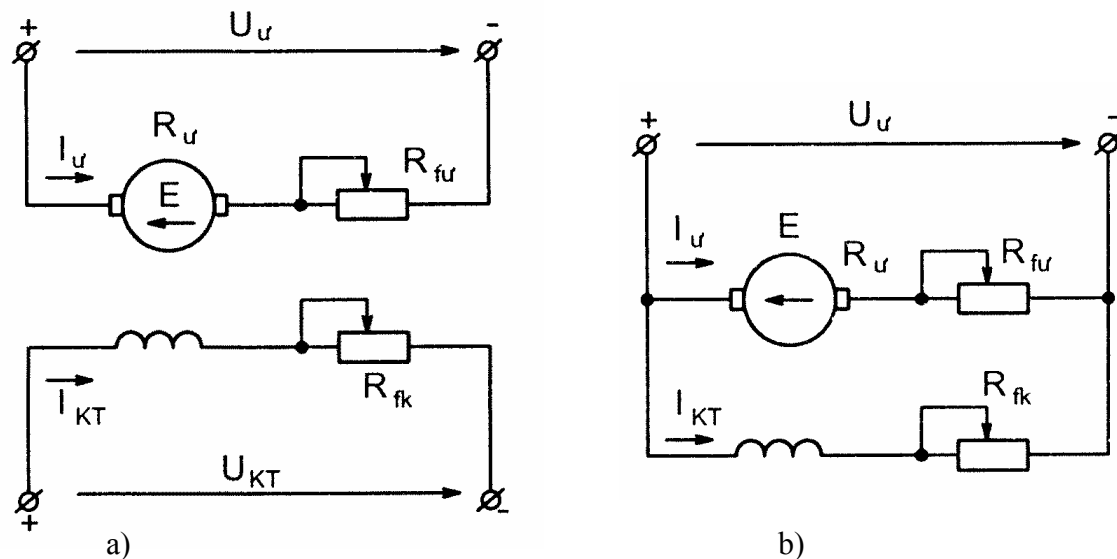 + U_ư -
R_ư
I_ư
R_fư
E
R_fk
I_KT
U_KT
+ -
a)
+ U_ư -
I_ư
E
R_ư
R_fư
I_KT
R_fk
b)